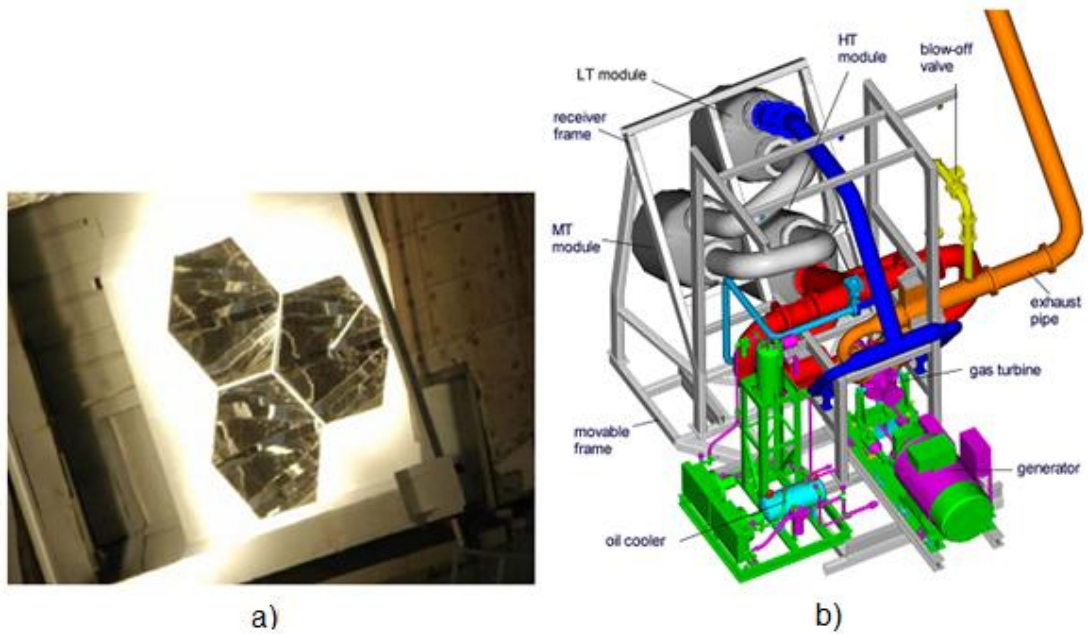 HT
module
blow-off
valve
LT module
receiver
frame
MT
module
exhaust
pipe
gas turbine
movable
frame
generator
oil cooler
a)
b)